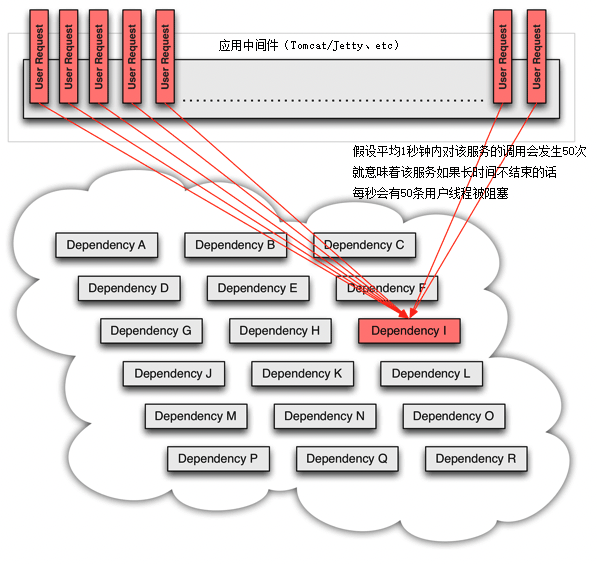 User Request
User Request
User Request
User Request
User Request
User Request
User Request
应用中间件（Tomcat/Jetty、etc）
假设平均1秒钟内对该服务的调用会发生50次
就意味着该服务如果长时间不结束的话
每秒会有50条用户线程被阻塞
Dependency A
Dependency B
Dependency C
Dependency D
Dependency E
Dependency F
Dependency G
Dependency H
Dependency I
Dependency J
Dependency K
Dependency L
Dependency M
Dependency N
Dependency O
Dependency P
Dependency Q
Dependency R